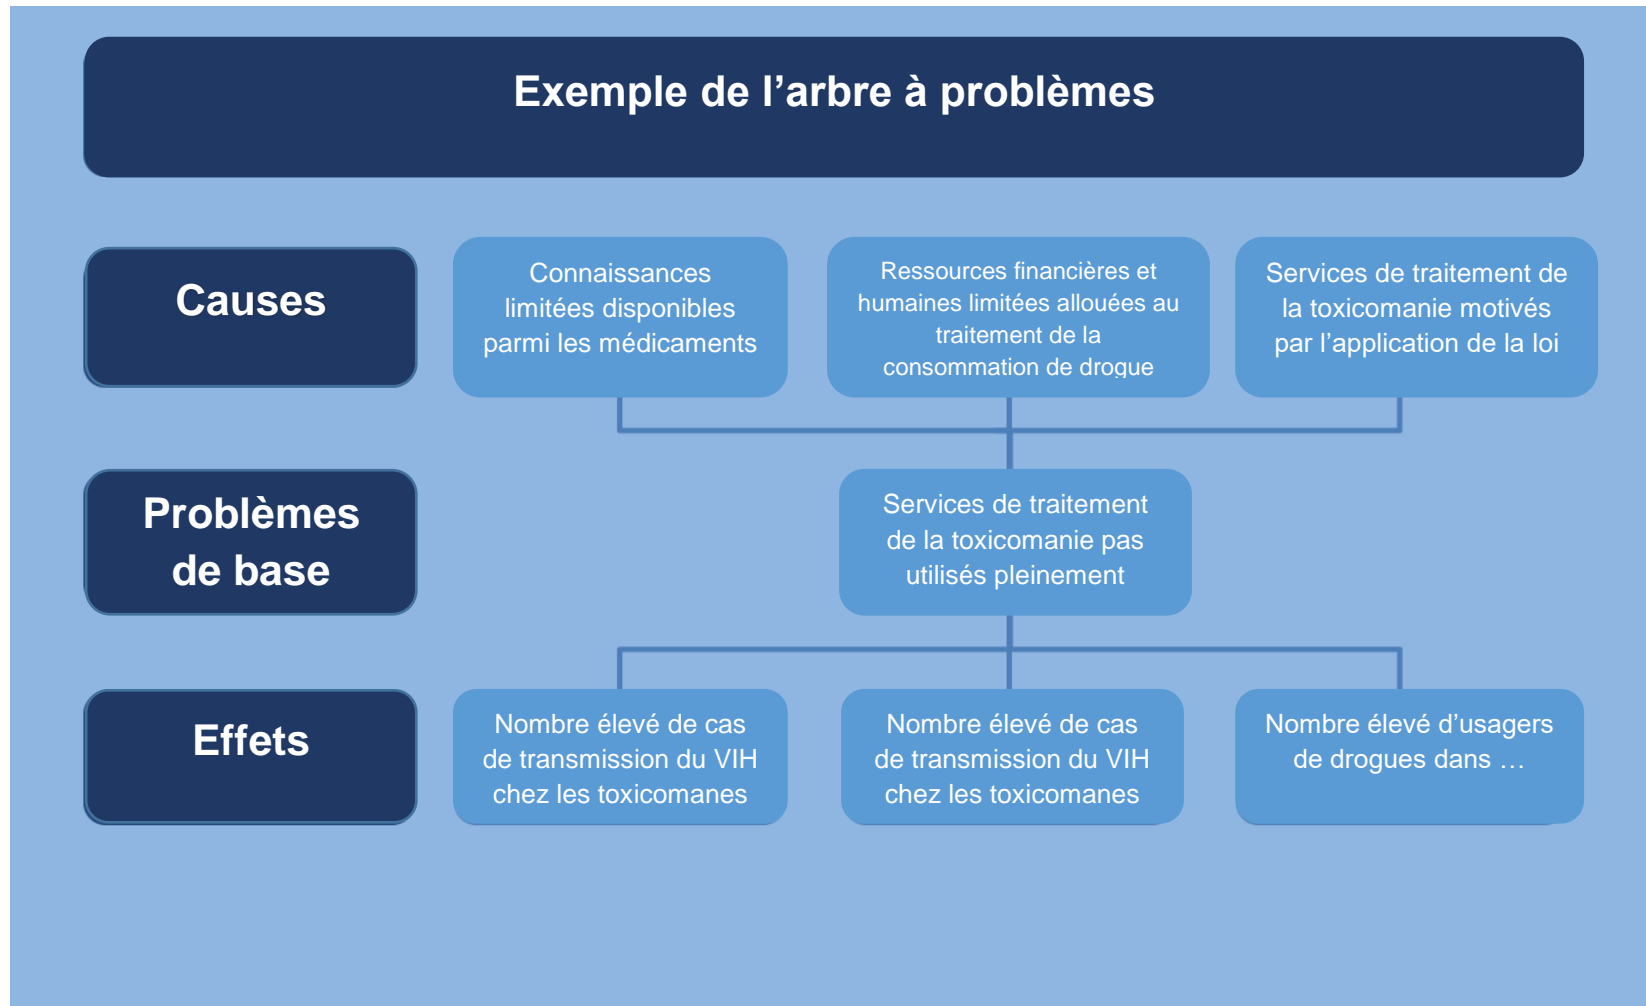 Exemple de l’arbre à problèmes
Causes
Connaissances
limitées disponibles
parmi les médicaments
Ressources financières et
humaines limitées allouées au
traitement de la
consommation de drogue
Services de traitement de
la toxicomanie motivés
par l’application de la loi
Problèmes
de base
Services de traitement
de la toxicomanie pas
utilisés pleinement
Effets
Nombre élevé de cas
de transmission du VIH
chez les toxicomanes
Nombre élevé de cas
de transmission du VIH
chez les toxicomanes
Nombre élevé d’usagers
de drogues dans …